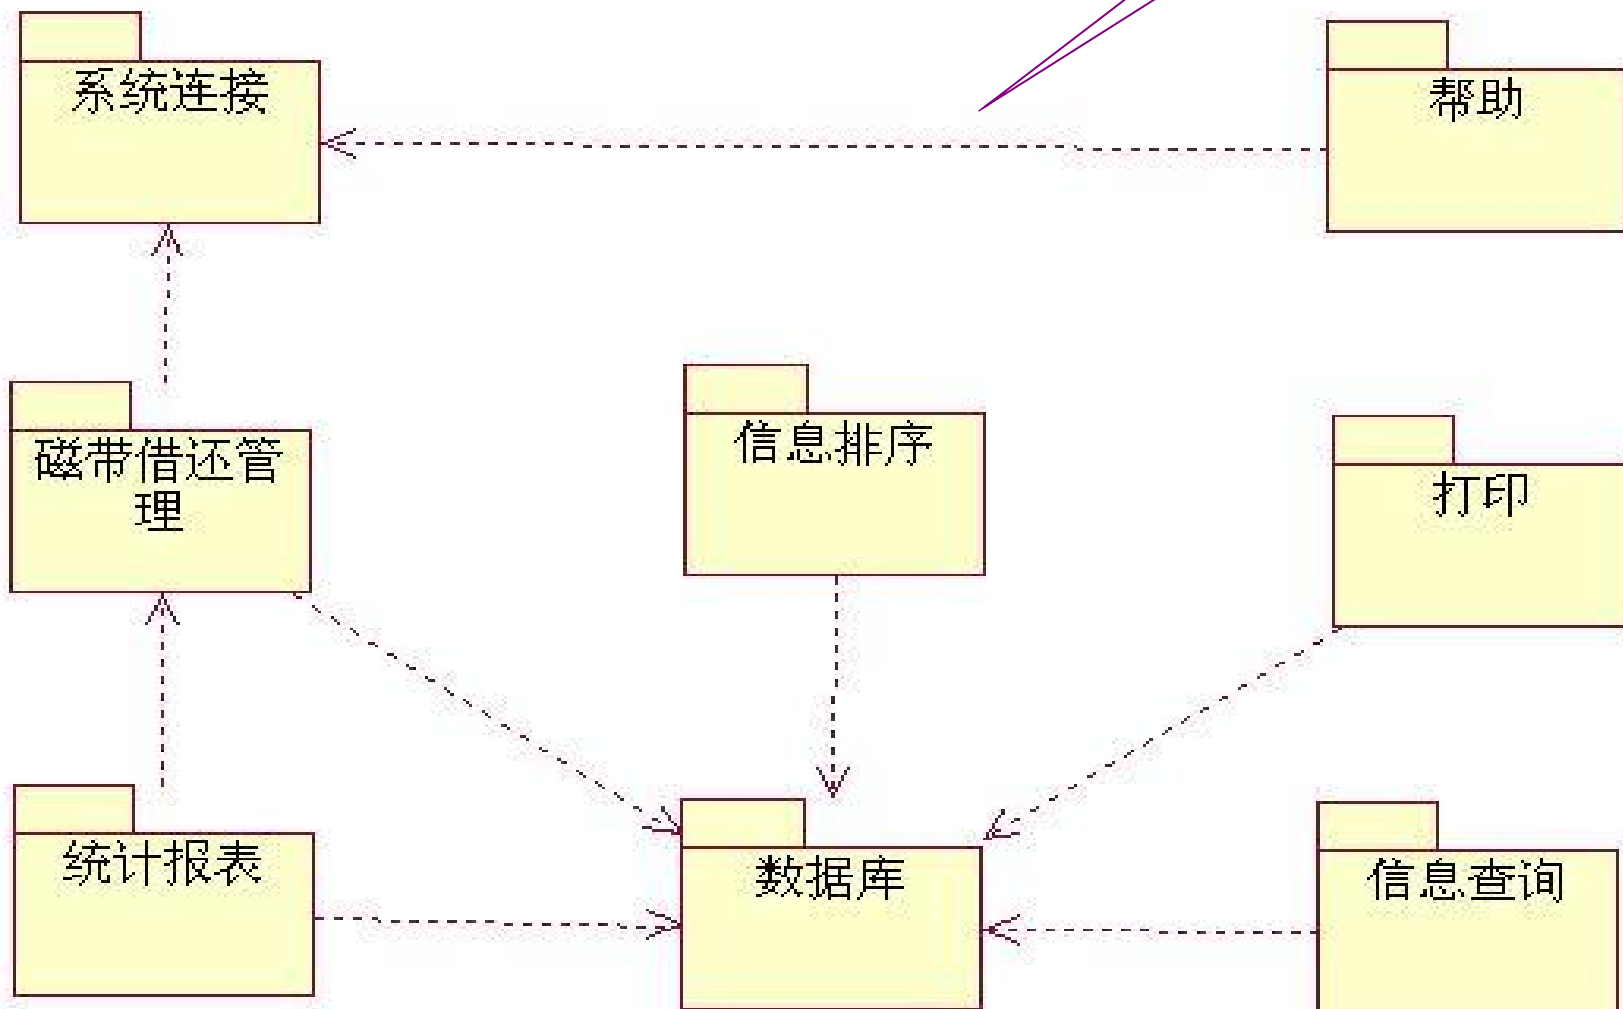 系统连接
帮助
磁带借还管
理
信息排序
打印
统计报表
数据库
信息查询